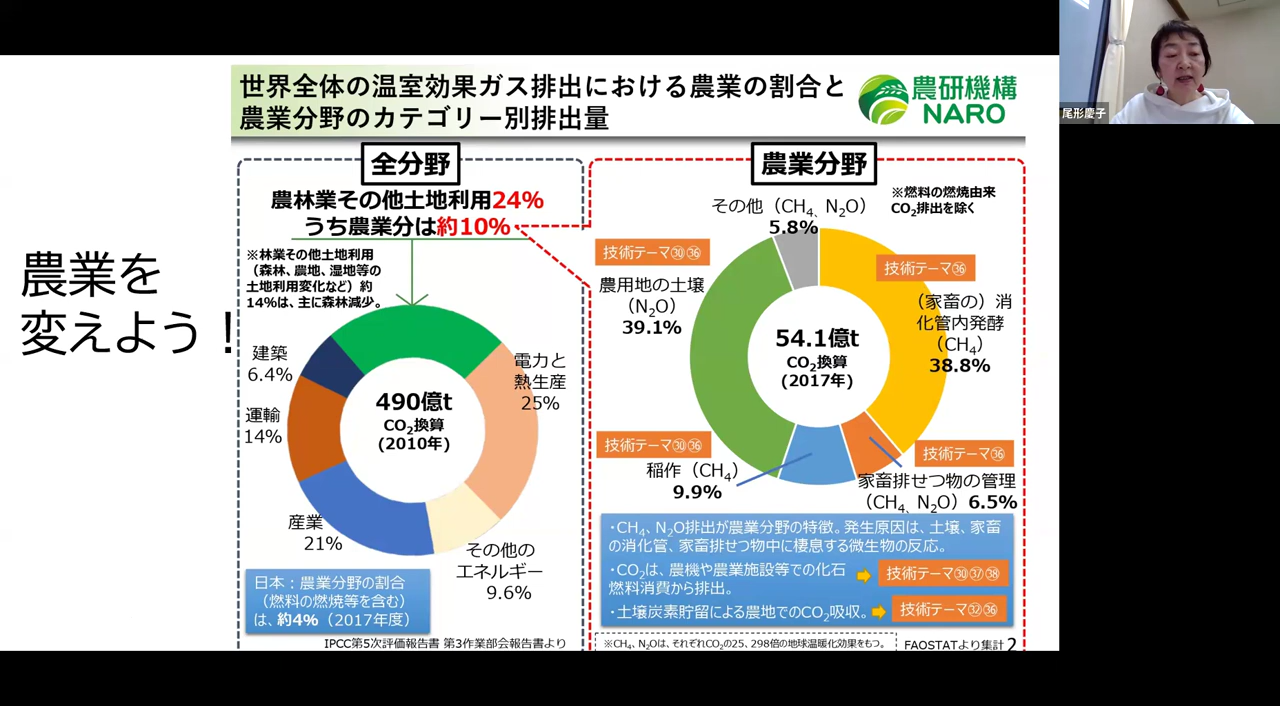 世界全体の温室効果ガス排出における農業の割合と
農業分野のカテゴリー別排出量
農研機構
NARO
尾形慶子
農業を
変えよう！
全分野
農林業その他土地利用24%
うち農業分は約10%
※林業その他土地利用
（森林、農地、湿地等の
土地利用変化など）約
14%は、主に森林減少。
建築
6.4%
電力と
熱生産
25%
運輸
14%
490億t
CO₂換算
(2010年)
産業
21%
その他の
エネルギー
9.6%
日本：農業分野の割合
（燃料の燃焼等を含む）
は、約4%（2017年度）
IPCC第5次評価報告書 第3作業部会報告書より
農業分野
※燃料の燃焼由来
CO₂排出を除く
その他（CH₄、N₂O）
5.8%
技術テーマ㉚㊱
農用地の土壌
（N₂O）
39.1%
技術テーマ㊱
（家畜の）消
化管内発酵
（CH₄）
38.8%
54.1億t
CO₂換算
(2017年)
技術テーマ㉚㊱
稲作（CH₄）
9.9%
技術テーマ㊱
家畜排せつ物の管理
（CH₄、N₂O）6.5%
・CH₄、N₂O排出が農業分野の特徴。発生原因は、土壌、家畜
の消化管、家畜排せつ物中に棲息する微生物の反応。
・CO₂は、農機や農業施設等での化石
燃料消費から排出。
技術テーマ㉚㊲㊳
・土壌炭素貯留による農地でのCO₂吸収。
技術テーマ㉜㊱
※CH₄、N₂Oは、それぞれCO₂の25、298倍の地球温暖化効果をもつ。
FAOSTATより集計
2